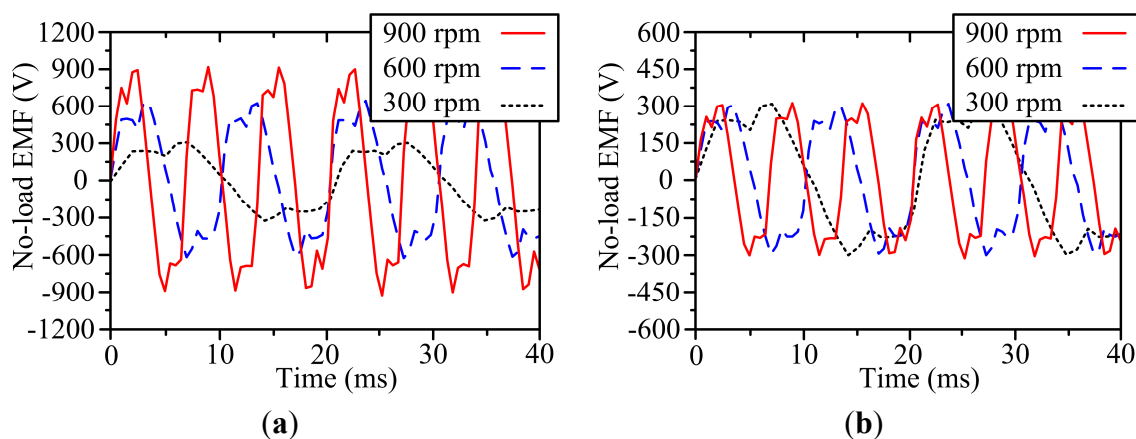 1200
900
600
300
0
-300
-600
-900
-1200
No-load EMF (V)
900 rpm
600 rpm
300 rpm
0 10 20 30 40
Time (ms)
(a)
600
450
300
150
0
-150
-300
-450
-600
No-load EMF (V)
900 rpm
600 rpm
300 rpm
0 10 20 30 40
Time (ms)
(b)